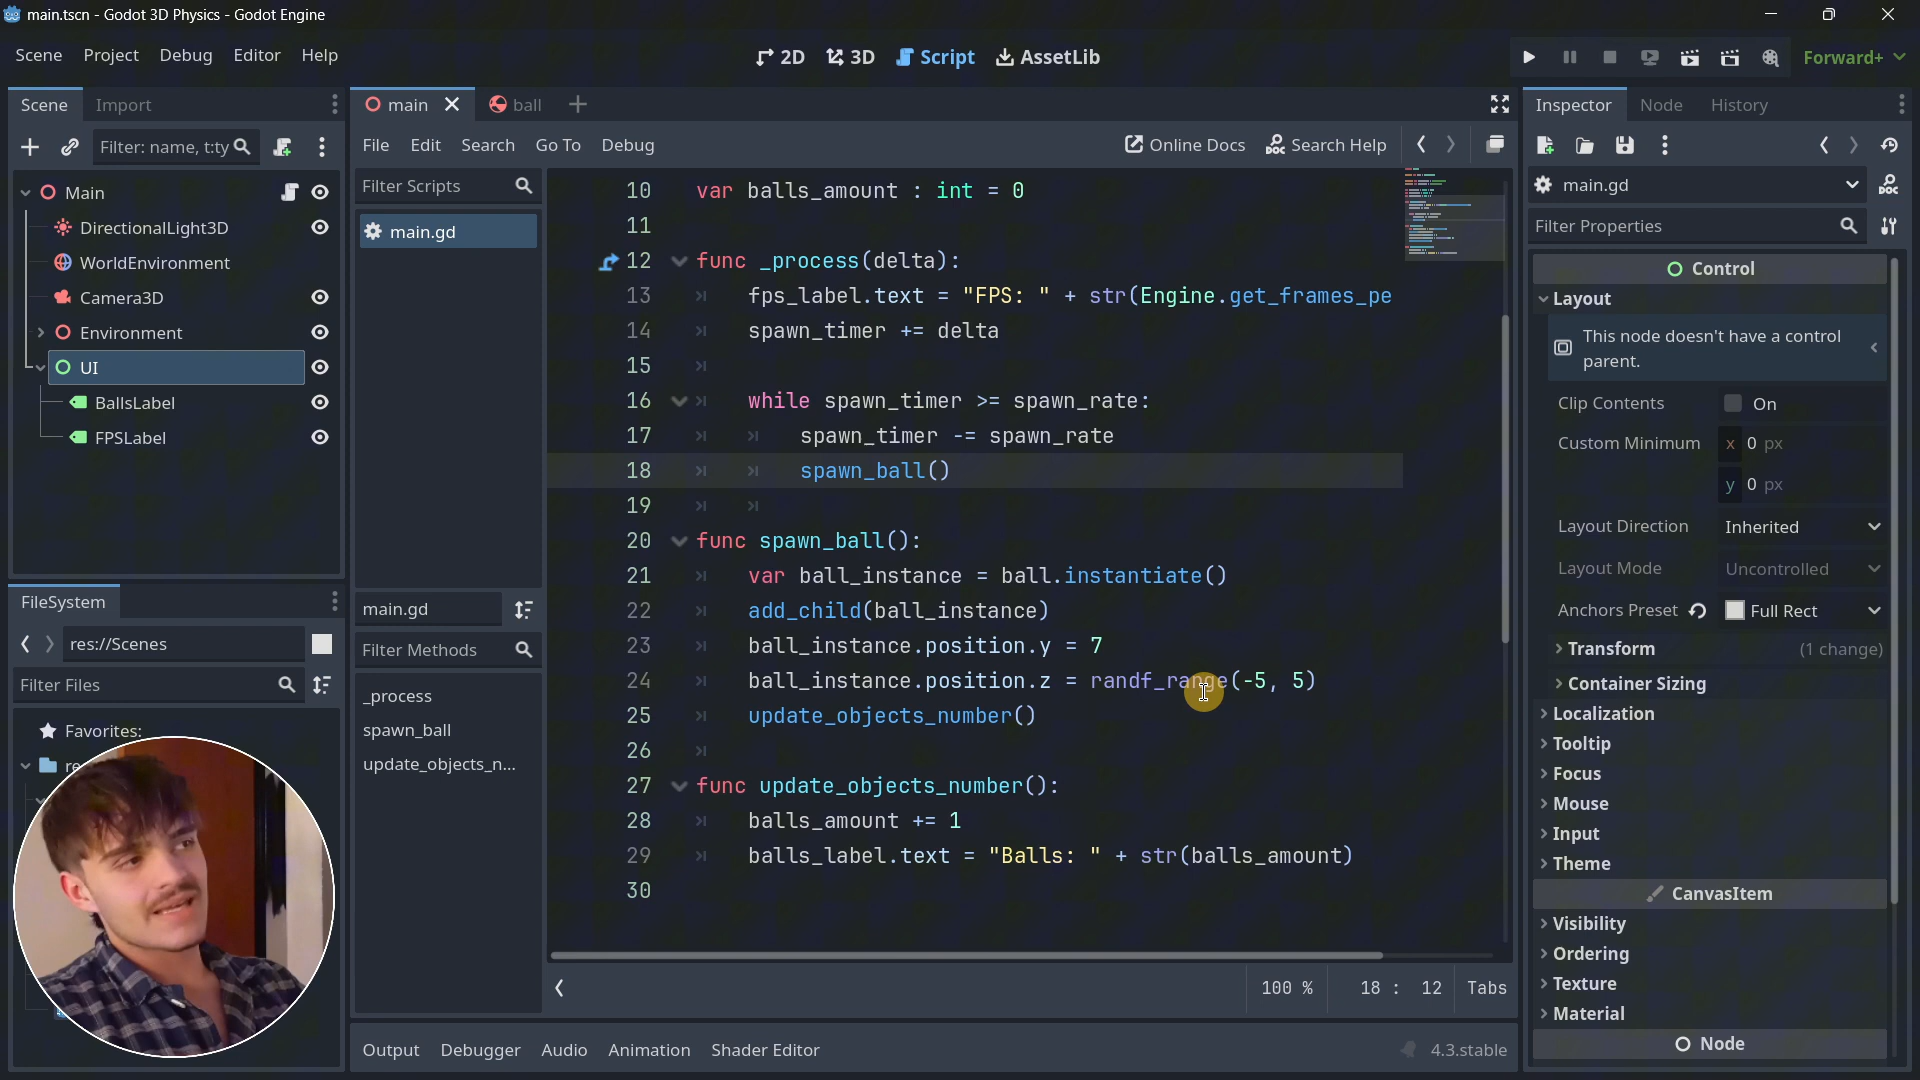 main.tscn - Godot 3D Physics - Godot Engine
Scene Project Debug Editor Help
2D 3D Script AssetLib
Forward+
Scene Import
main ball
Inspector Node History
Filter: name, t:ty
File Edit Search Go To Debug
Online Docs Search Help
Main
DirectionalLight3D
WorldEnvironment
Camera3D
Environment
UI
BallsLabel
FPSLabel
FileSystem
res://Scenes
Filter Files
Favorites:
Filter Scripts
main.gd
main.gd
Filter Methods
_process
spawn_ball
update_objects_n...
10 var balls_amount : int = 0
11
12 func _process(delta):
13 fps_label.text = "FPS: " + str(Engine.get_frames_pe
14 spawn_timer += delta
15
16 while spawn_timer >= spawn_rate:
17 spawn_timer -= spawn_rate
18 spawn_ball()
19
20 func spawn_ball():
21 var ball_instance = ball.instantiate()
22 add_child(ball_instance)
23 ball_instance.position.y = 7
24 ball_instance.position.z = randf_range(-5, 5)
25 update_objects_number()
26
27 func update_objects_number():
28 balls_amount += 1
29 balls_label.text = "Balls: " + str(balls_amount)
30
100 % 18 : 12 Tabs
Output Debugger Audio Animation Shader Editor
4.3.stable
main.gd
Filter Properties
Control
Layout
This node doesn't have a control
parent.
Clip Contents On
Custom Minimum x 0 px
y 0 px
Layout Direction Inherited
Layout Mode Uncontrolled
Anchors Preset Full Rect
Transform (1 change)
Container Sizing
Localization
Tooltip
Focus
Mouse
Input
Theme
CanvasItem
Visibility
Ordering
Texture
Material
Node